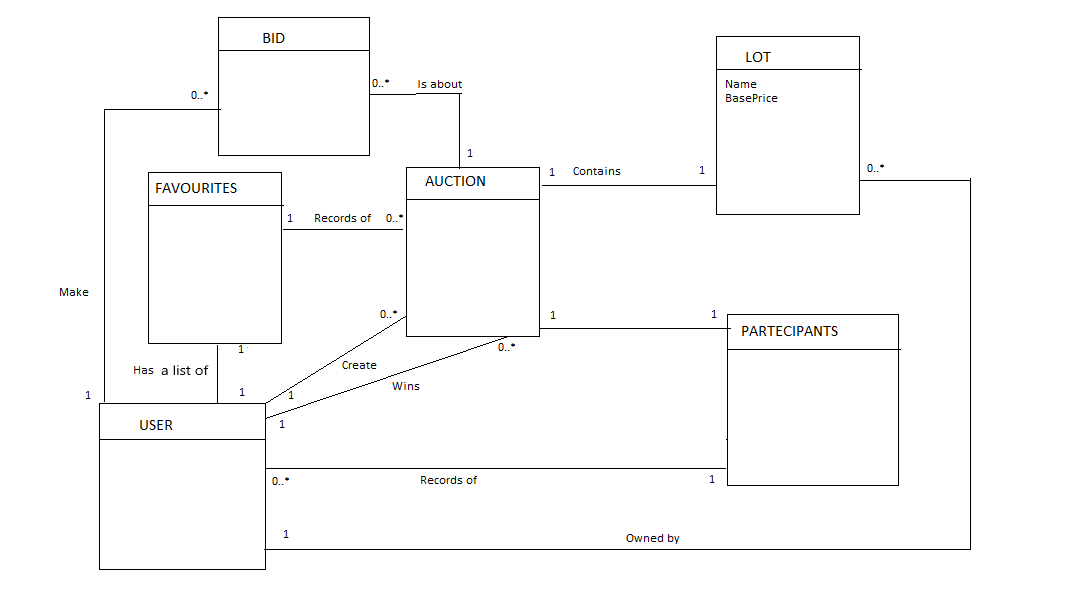 BID
LOT
Name
BasePrice
0..*
0..*
Is about
1
1
Contains
1
0..*
FAVOURITES
AUCTION
1
Records of
0..*
Make
0..*
1
1
PARTECIPANTS
1
0..*
Has a list of
Create
Wins
1
1
1
1
USER
0..*
Records of
1
1
Owned by